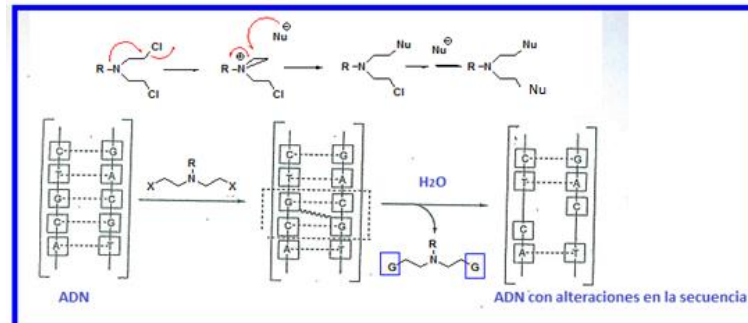 Cl
R-N
Cl
Nu
⊖
R-N
⊕
Cl
Nu
R-N
Cl
Nu
⊖
Nu
R-N
Nu
C G
T A
G C
C G
A T
ADN
R
X N X
C G
T A
G C
C G
A T
H2O
R
G N G
C G
T A
C
C
A T
ADN con alteraciones en la secuencia